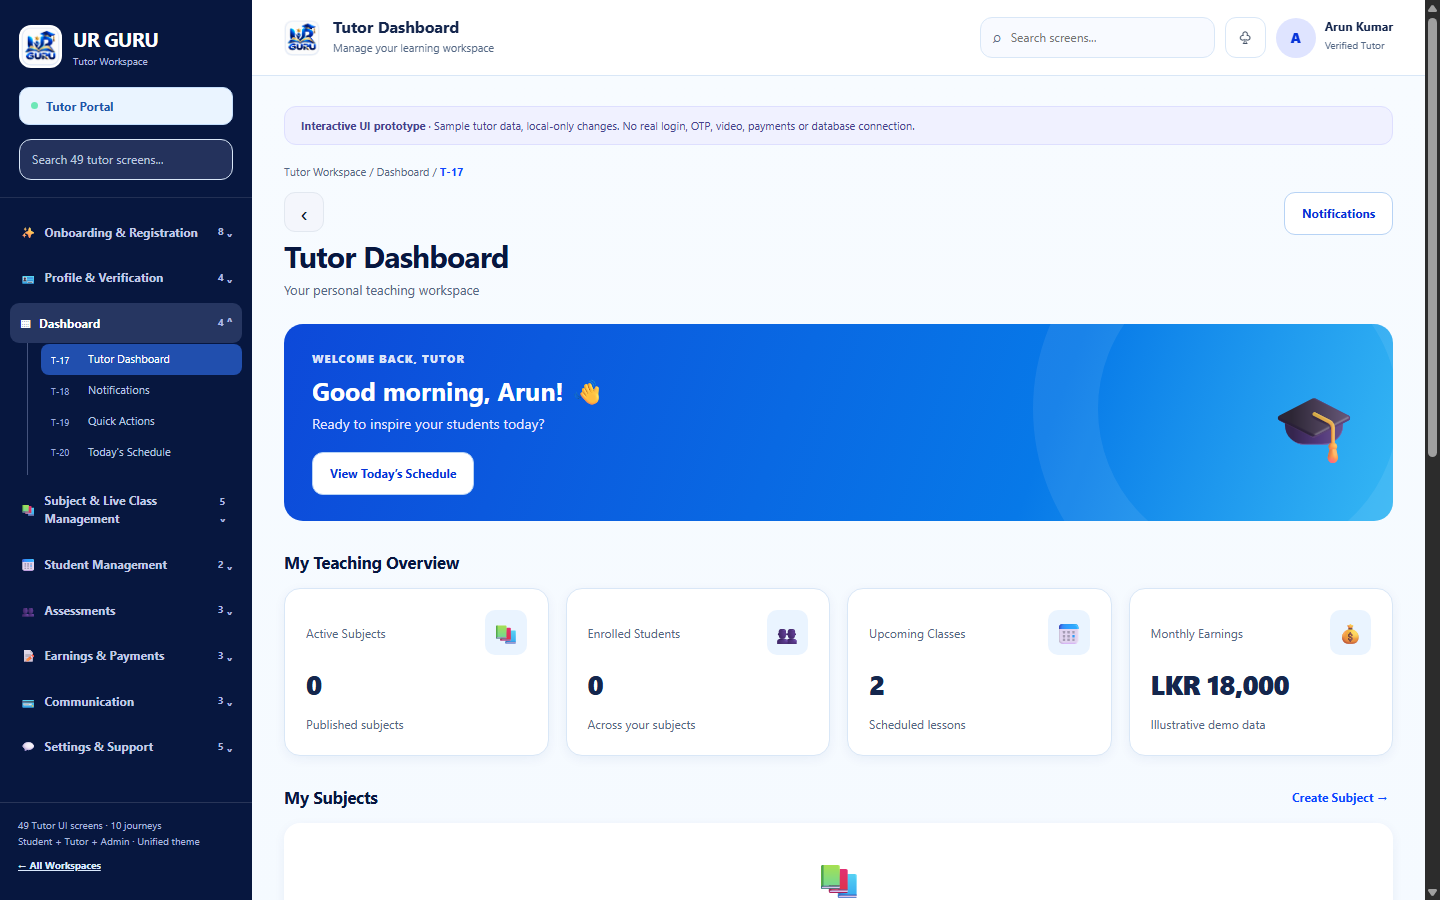 UR GURU
Tutor Workspace
Tutor Portal
Search 49 tutor screens...
Onboarding & Registration 8
Profile & Verification 4
Dashboard 4
T-17 Tutor Dashboard
T-18 Notifications
T-19 Quick Actions
T-20 Today's Schedule
Subject & Live Class 5
Management
Student Management 2
Assessments 3
Earnings & Payments 3
Communication 3
Settings & Support 5
49 Tutor UI screens · 10 journeys
Student + Tutor + Admin · Unified theme
← All Workspaces
UR GURU
Tutor Dashboard
Manage your learning workspace
Search screens...
A
Arun Kumar
Verified Tutor
Interactive UI prototype · Sample tutor data, local-only changes. No real login, OTP, video, payments or database connection.
Tutor Workspace / Dashboard / T-17
‹
Notifications
Tutor Dashboard
Your personal teaching workspace
WELCOME BACK, TUTOR
Good morning, Arun! 👋
Ready to inspire your students today?
View Today's Schedule
My Teaching Overview
Active Subjects
0
Published subjects
Enrolled Students
0
Across your subjects
Upcoming Classes
2
Scheduled lessons
Monthly Earnings
LKR 18,000
Illustrative demo data
My Subjects
Create Subject →